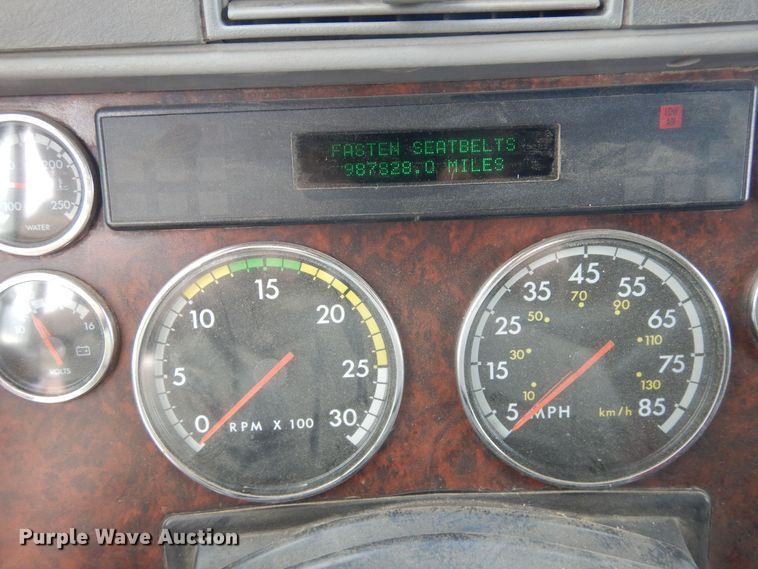 LOW AIR
FASTEN SEATBELTS
987828.0 MILES
200
250
100
WATER
10
16
VOLTS
0 5 10 15 20 25 30
RPM X 100
5 15 25 35 45 55 65 75 85
MPH
10 30 50 70 90 110 130
km/h
Purple Wave Auction